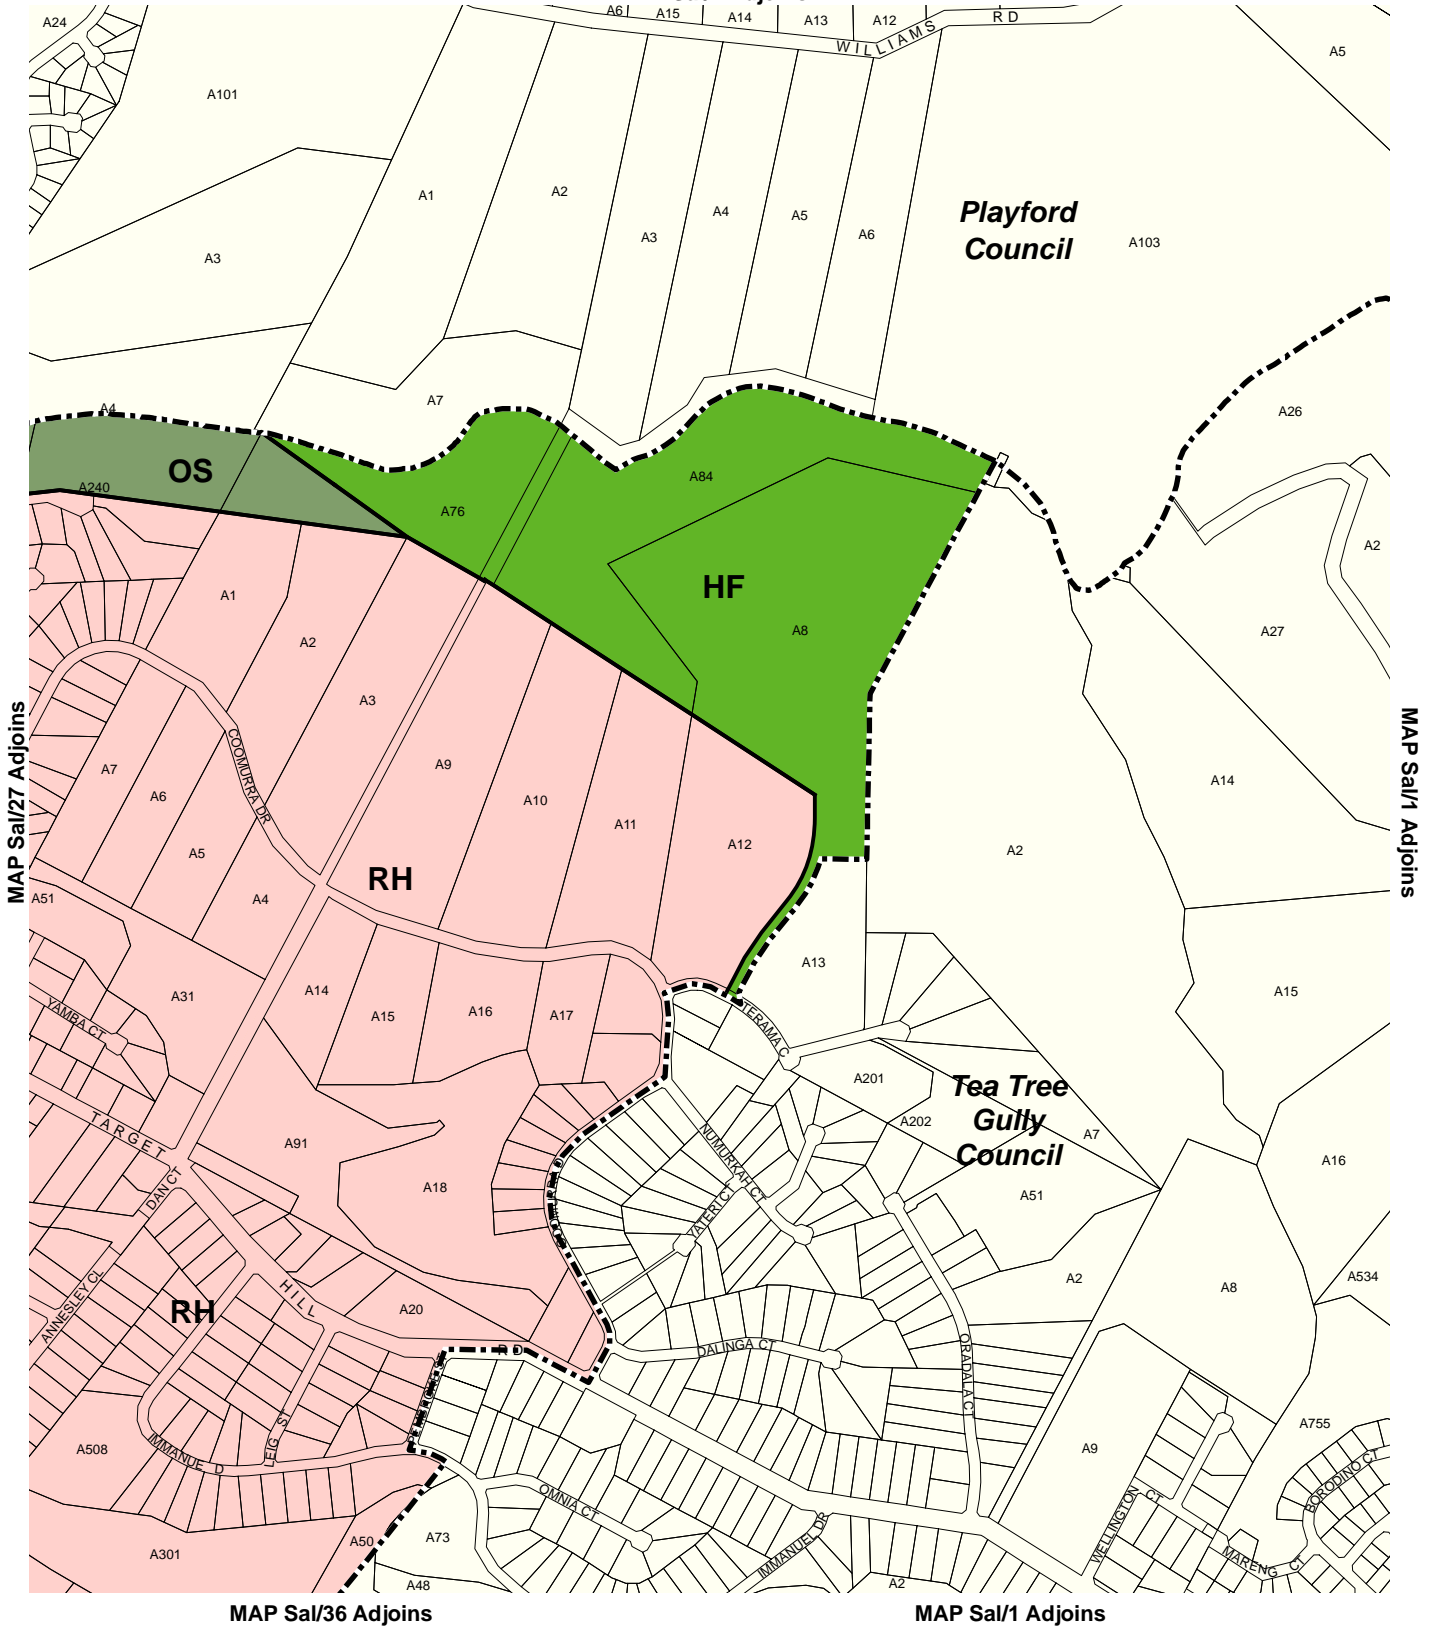 A24
A6
A15
A14
A13
A12
WILLIAMS
RD
A5
A101
A1
A2
A3
A4
A5
A6
Playford
Council
A103
A3
A4
A7
A26
OS
A240
A76
A84
A2
HF
A8
A27
A1
A2
A3
A9
A10
A11
A12
COOMURRA DR
A7
A6
A5
A4
A14
A2
RH
MAP Sal/27 Adjoins
MAP Sal/1 Adjoins
A51
A31
A14
A15
A16
A17
A13
A15
YAMBA CT
TERAMA C
A201
A202
Tea Tree
Gully
Council
A7
A51
A16
TARGET
DAN CT
A91
A18
NUMURKAH CT
YATERI CT
A2
A8
A534
ANNESLEY CL
RH
HILL
A20
RD
DALINGA CT
ORADALA CT
A508
IMMANUE D
LEIG ST
A9
A755
BORODINO CT
OMNIA CT
IMMANUEL DR
WELLINGTON CT
MARENG CT
A301
A50
A73
A48
A2
MAP Sal/36 Adjoins
MAP Sal/1 Adjoins